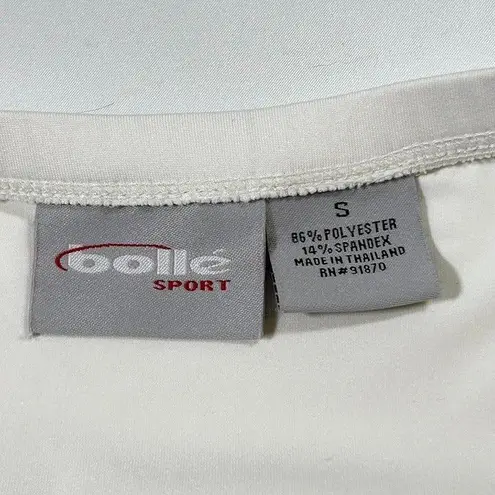 bollé
SPORT
S
86% POLYESTER
14% SPANDEX
MADE IN THAILAND
RN# 91870